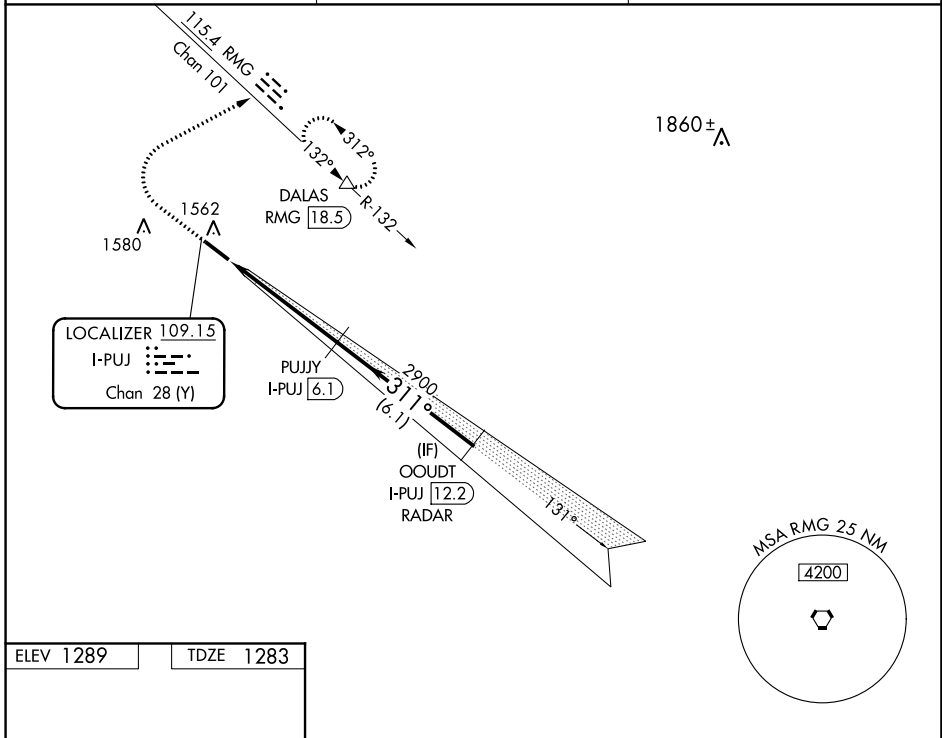 115.4 RMG
Chan 101
312°
132°
1860 ±
DALAS
RMG 18.5
R-132
1562
1580
LOCALIZER 109.15
I-PUJ
Chan 28 (Y)
PUJJY
I-PUJ 6.1
2900
311°
(6.1)
(IF)
OOUDT
I-PUJ 12.2
RADAR
131°
MSA RMG 25 NM
4200
ELEV 1289
TDZE 1283